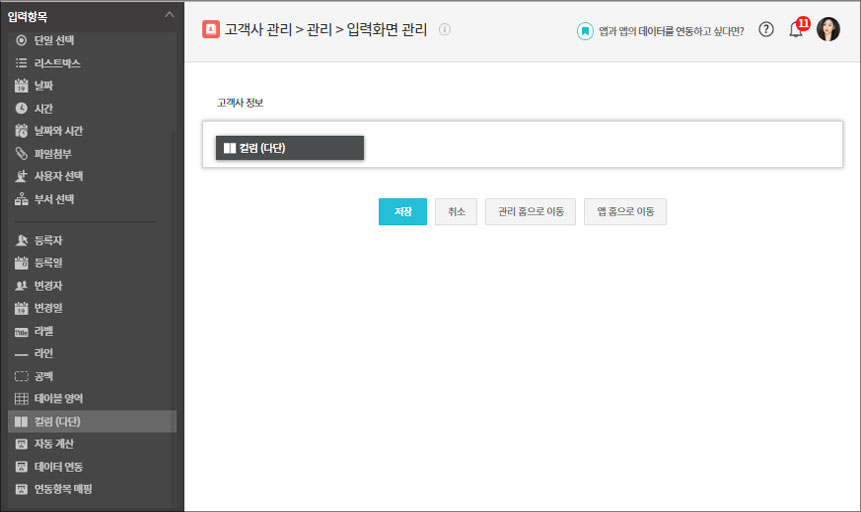 입력항목
단일 선택
리스트박스
날짜
시간
날짜와 시간
파일첨부
사용자 선택
부서 선택
등록자
등록일
변경자
변경일
Title 라벨
라인
공백
테이블 영역
컬럼 (다단)
자동 계산
데이터 연동
연동항목 매핑
고객사 관리 > 관리 > 입력화면 관리
앱과 앱의 데이터를 연동하고 싶다면?
11
고객사 정보
컬럼 (다단)
저장 취소 관리 홈으로 이동 앱 홈으로 이동